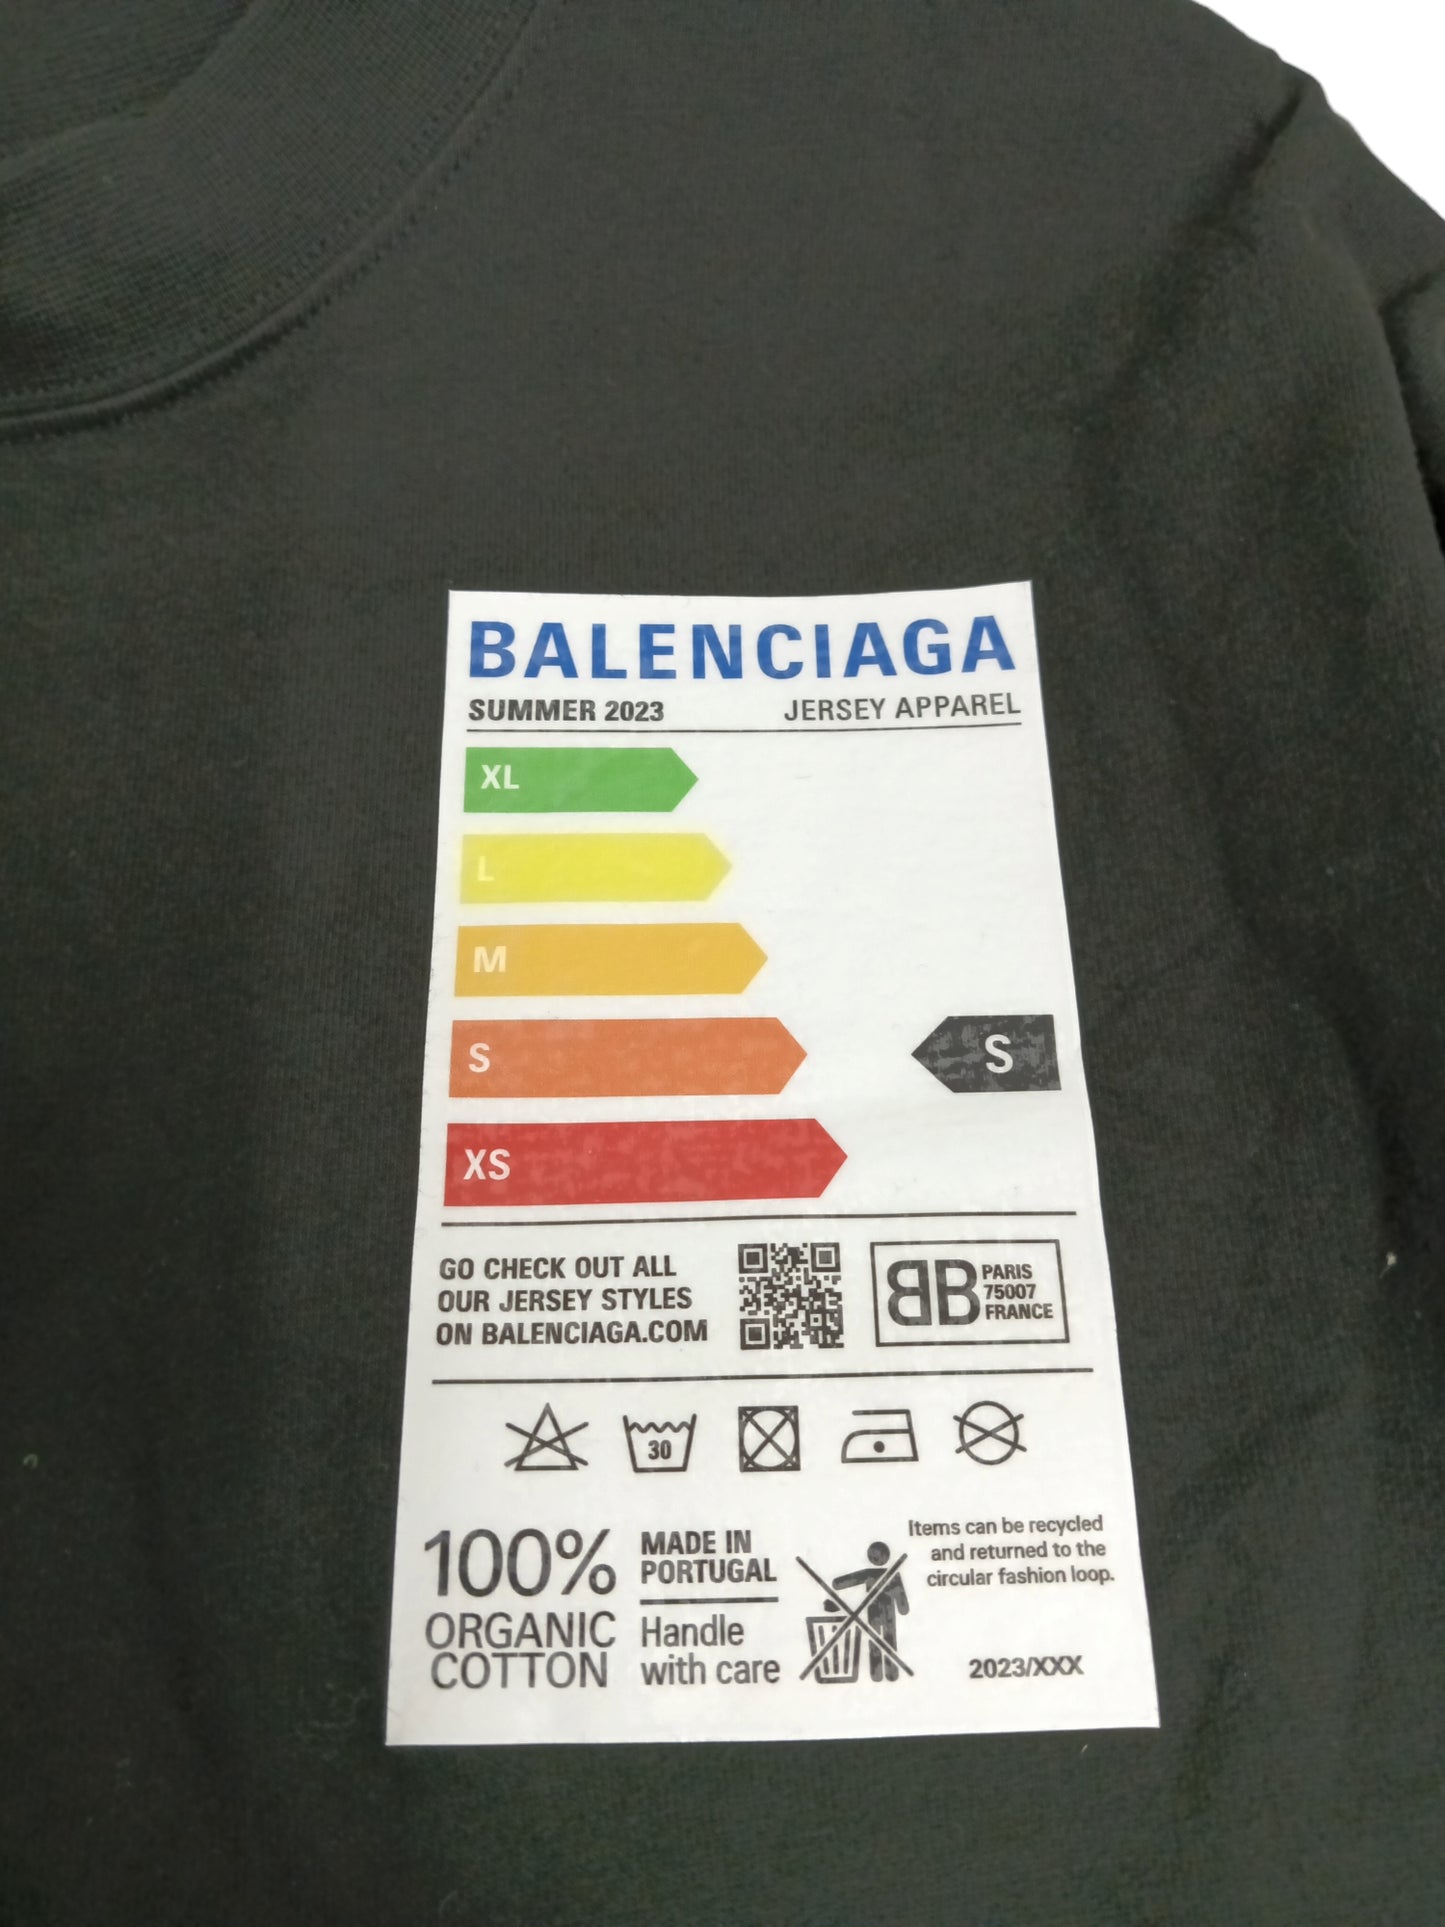 BALENCIAGA
SUMMER 2023 JERSEY APPAREL
XL
L
M
S S
XS
GO CHECK OUT ALL
OUR JERSEY STYLES
ON BALENCIAGA.COM
BB
PARIS
75007
FRANCE
30
100%
ORGANIC
COTTON
MADE IN
PORTUGAL
Handle
with care
Items can be recycled
and returned to the
circular fashion loop.
2023/XXX